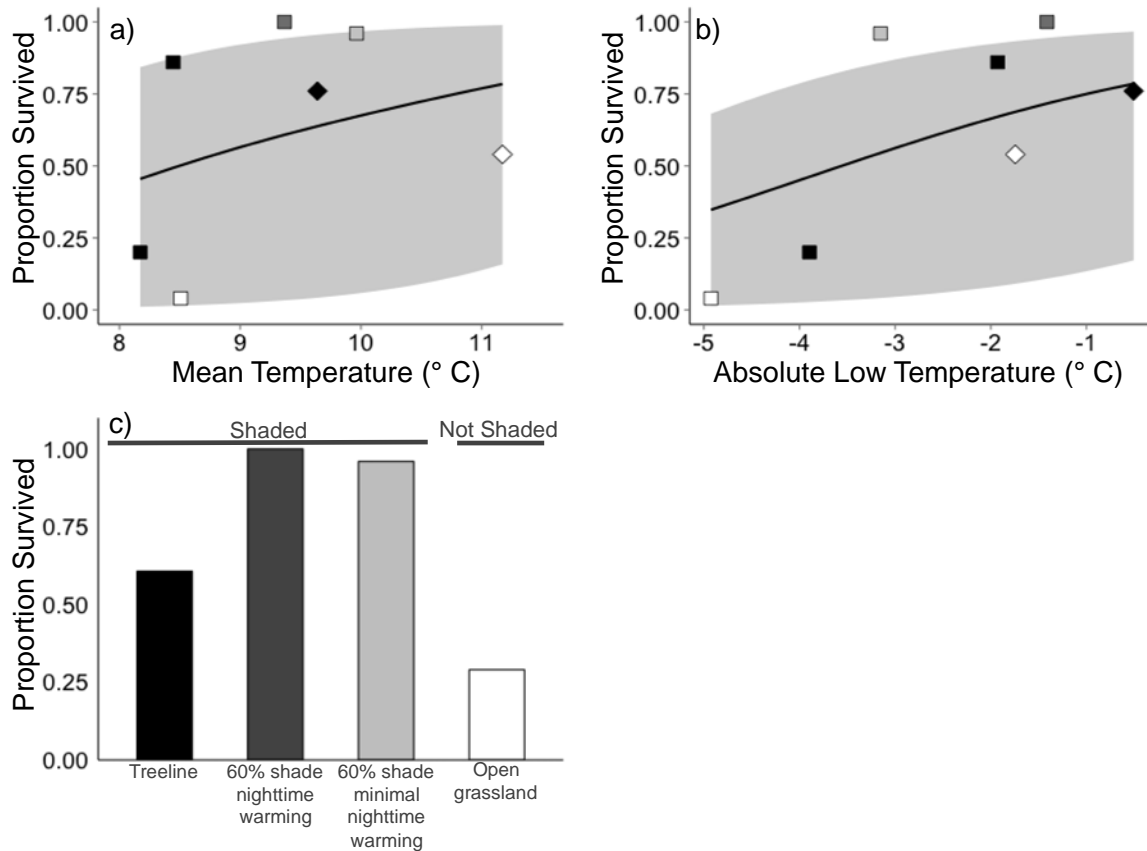 a)
Proportion Survived
1.00
0.75
0.50
0.25
0.00
8 9 10 11
Mean Temperature (° C)
b)
Proportion Survived
1.00
0.75
0.50
0.25
0.00
-5 -4 -3 -2 -1
Absolute Low Temperature (° C)
c)
Shaded
Not Shaded
Proportion Survived
1.00
0.75
0.50
0.25
0.00
Treeline
60% shade
nighttime
warming
60% shade
minimal
nighttime
warming
Open
grassland